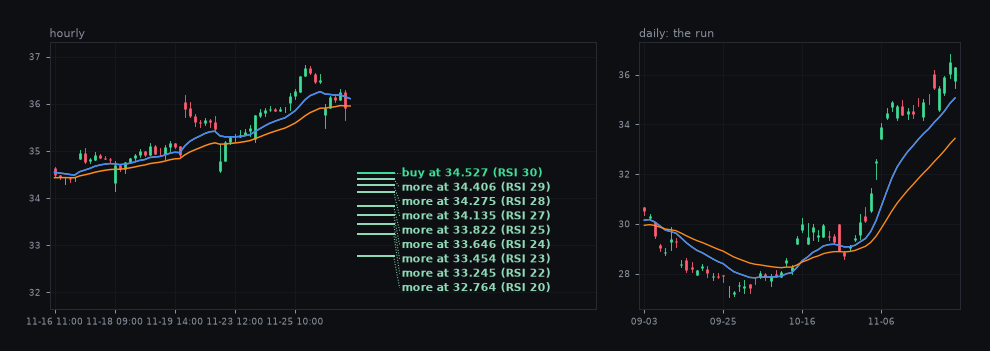 hourly
37
36
35
34
33
32
11-16 11:00 11-18 09:00 11-19 14:00 11-23 12:00 11-25 10:00
buy at 34.527 (RSI 30)
more at 34.406 (RSI 29)
more at 34.275 (RSI 28)
more at 34.135 (RSI 27)
more at 33.822 (RSI 25)
more at 33.646 (RSI 24)
more at 33.454 (RSI 23)
more at 33.245 (RSI 22)
more at 32.764 (RSI 20)
daily: the run
36
34
32
30
28
09-03 09-25 10-16 11-06